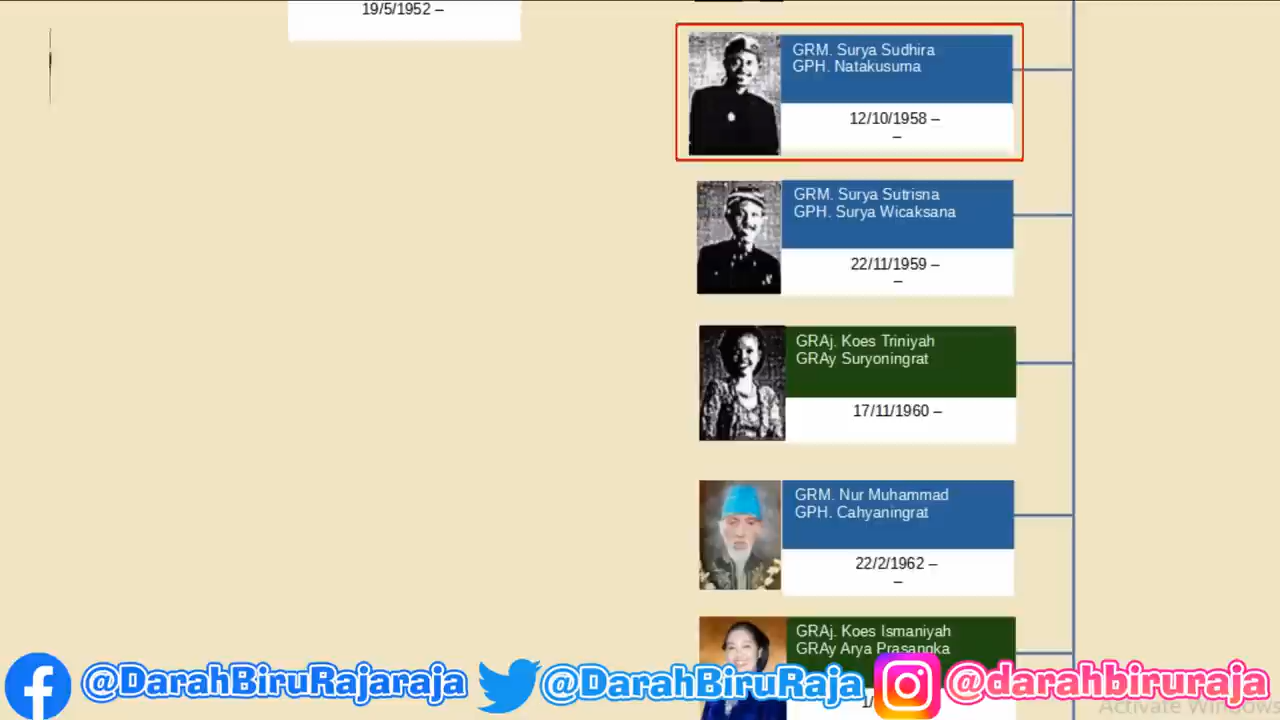 19/5/1952 –
GRM. Surya Sudhira
GPH. Natakusuma
12/10/1958 –
–
GRM. Surya Sutrisna
GPH. Surya Wicaksana
22/11/1959 –
–
GRAj. Koes Triniyah
GRAy Suryoningrat
17/11/1960 –
GRM. Nur Muhammad
GPH. Cahyaningrat
22/2/1962 –
–
GRAj. Koes Ismaniyah
GRAy Arya Prasangka
@DarahBiruRajaraja @DarahBiruRaja @darahbiruraja
Activate Windows